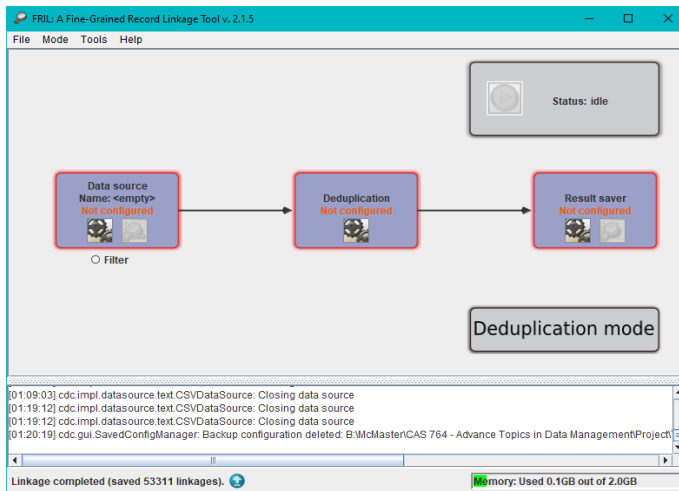 FRIL: A Fine-Grained Record Linkage Tool v. 2.1.5
File Mode Tools Help
Status: idle
Data source
Name: <empty>
Not configured
Deduplication
Not configured
Result saver
Not configured
Filter
Deduplication mode
[01:09:03] cdc.impl.datasource.text.CSVDataSource: Closing data source
[01:19:12] cdc.impl.datasource.text.CSVDataSource: Closing data source
[01:19:12] cdc.impl.datasource.text.CSVDataSource: Closing data source
[01:20:19] cdc.gui.SavedConfigManager: Backup configuration deleted: B:\McMaster\CAS 764 - Advance Topics in Data Management\Project\
Linkage completed (saved 53311 linkages).
Memory: Used 0.1GB out of 2.0GB